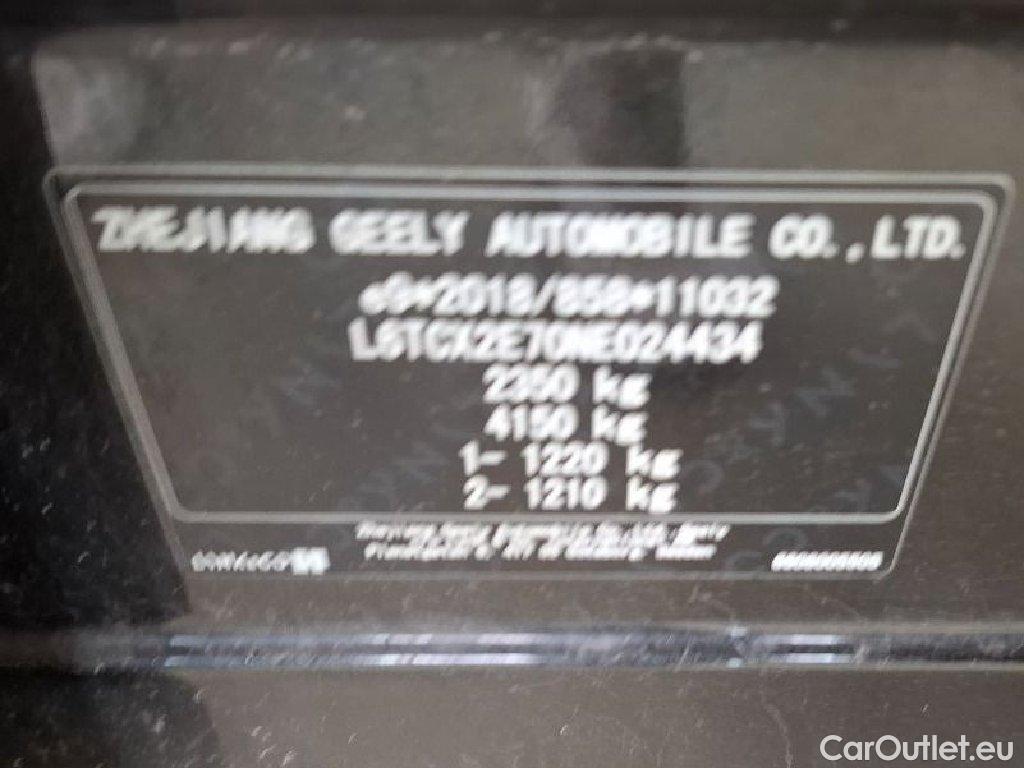 ZHEJIANG GEELY AUTOMOBILE CO.,LTD.
e9*2018/858*11032
L6TCX2E70NE024434
2350 kg
4150 kg
1- 1220 kg
2- 1210 kg
CarOutlet.eu